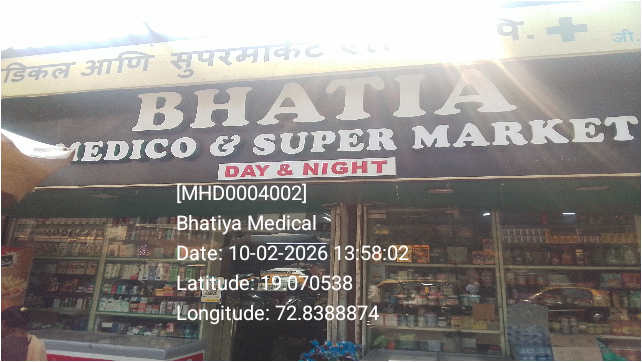 डिकल आणि सुपरमार्केट
जी.
BHATIA
MEDICO & SUPER MARKET
DAY & NIGHT
[MHD0004002]
Bhatiya Medical
Date: 10-02-2026 13:58:02
Latitude: 19.070538
Longitude: 72.8388874